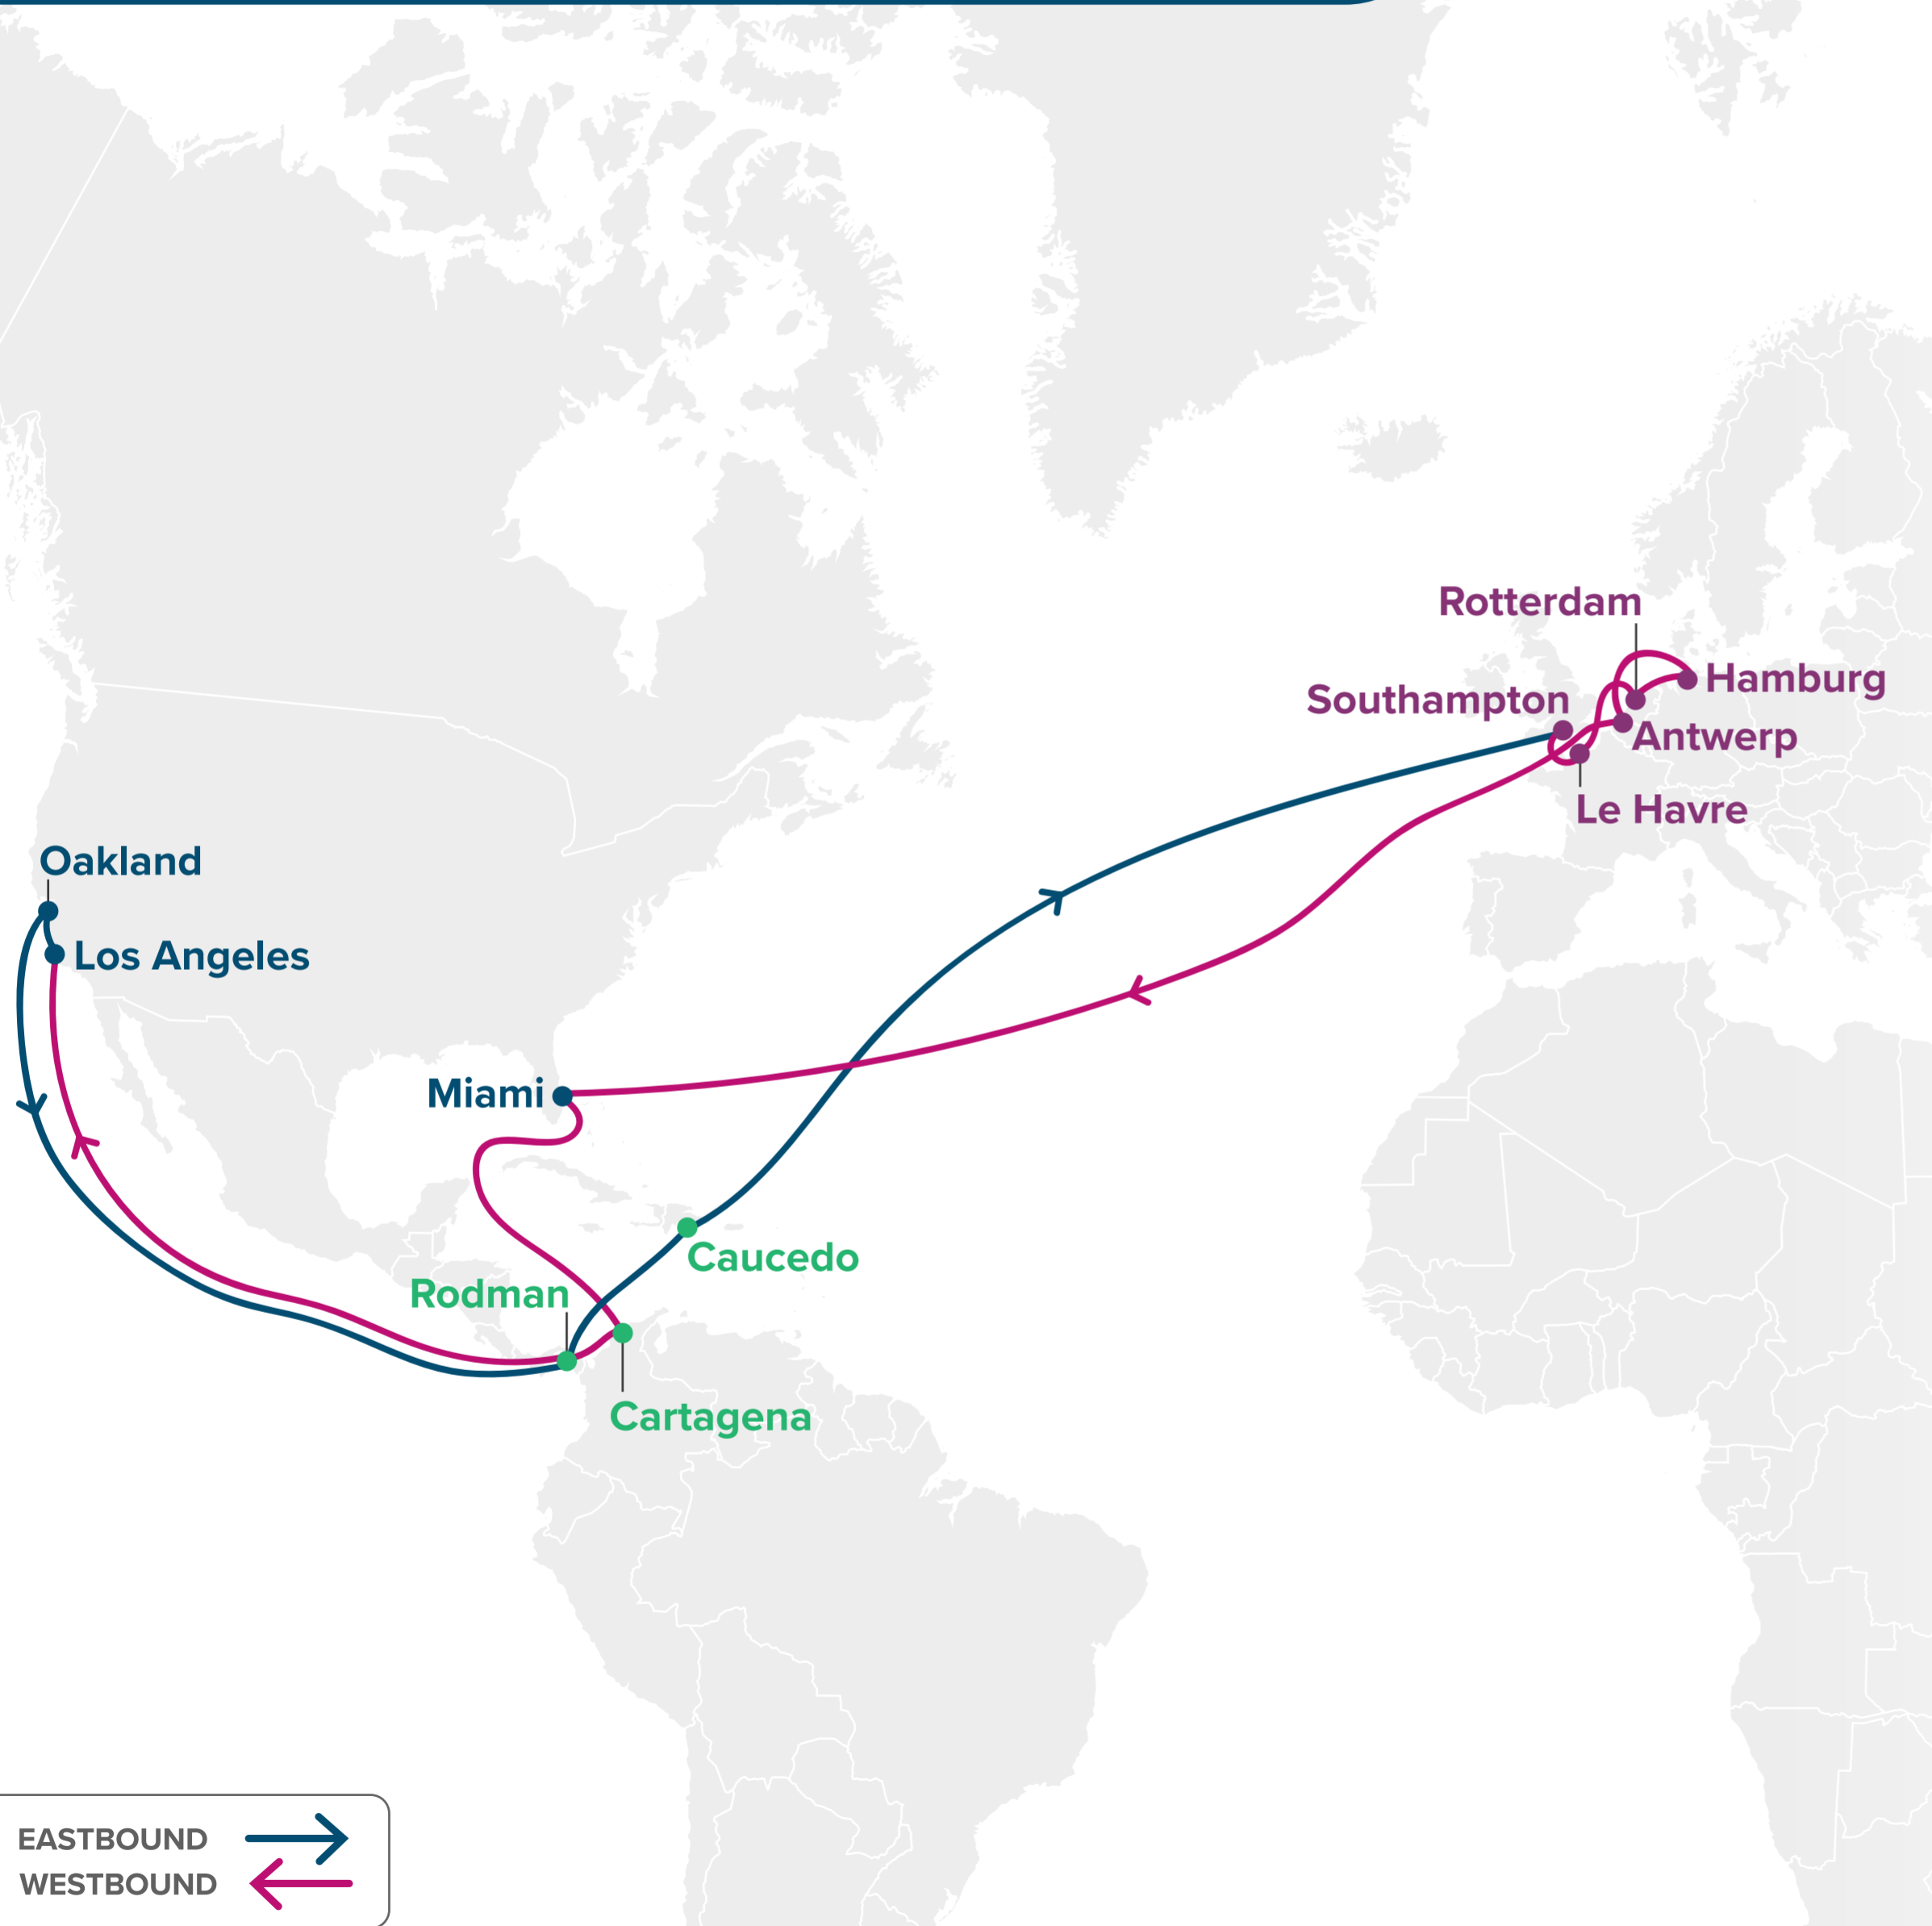 Rotterdam
Hamburg
Southampton
Antwerp
Le Havre
Oakland
Los Angeles
Miami
Caucedo
Rodman
Cartagena
EASTBOUND
WESTBOUND